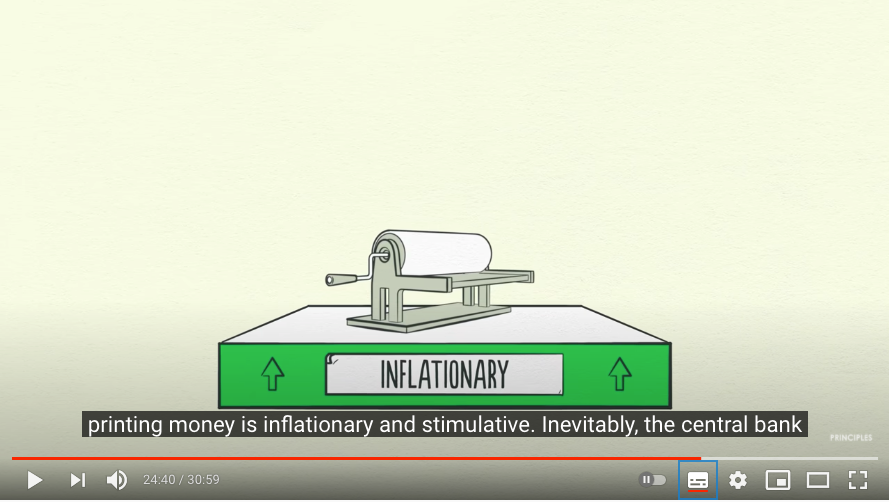 INFLATIONARY
printing money is inflationary and stimulative. Inevitably, the central bank
PRINCIPLES
24:40 / 30:59